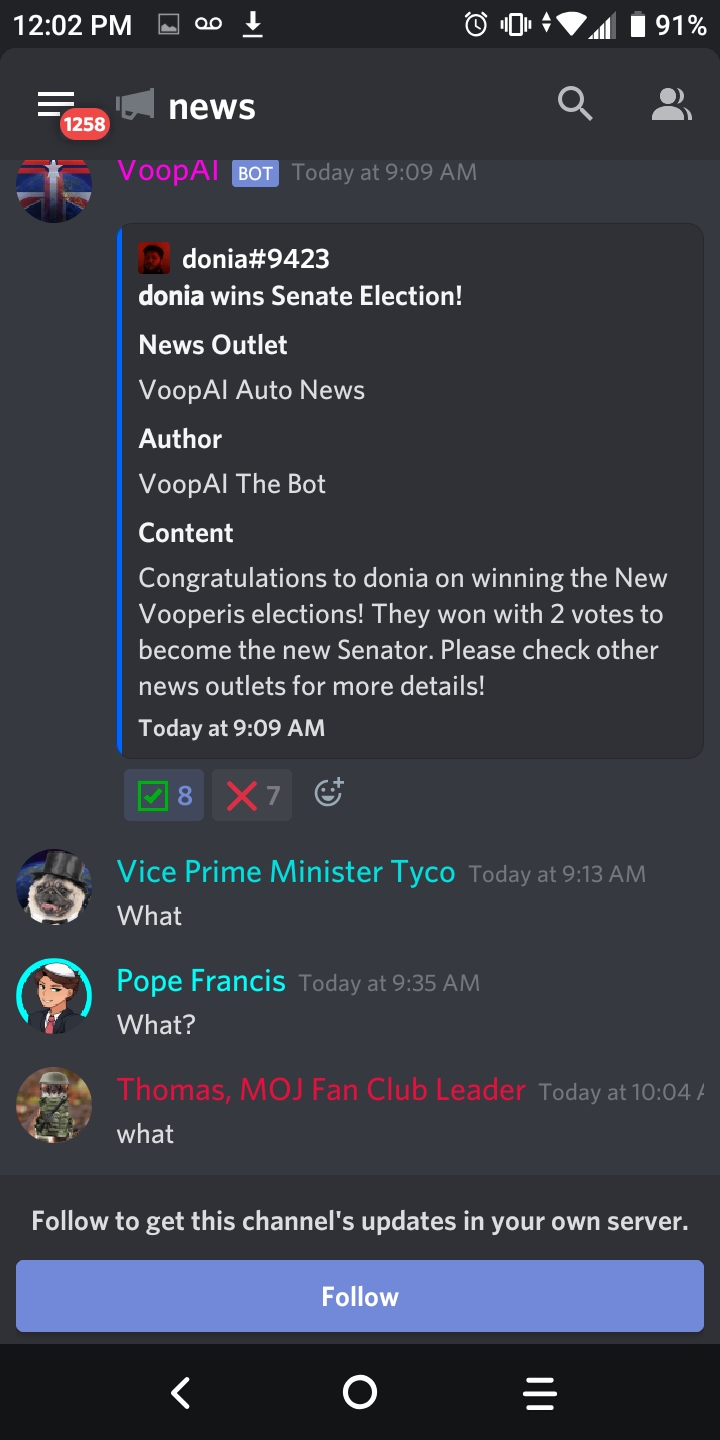 12:02 PM 91%
1258
news
VoopAI BOT Today at 9:09 AM
donia#9423
donia wins Senate Election!
News Outlet
VoopAI Auto News
Author
VoopAI The Bot
Content
Congratulations to donia on winning the New
Vooperis elections! They won with 2 votes to
become the new Senator. Please check other
news outlets for more details!
Today at 9:09 AM
8 7
Vice Prime Minister Tyco Today at 9:13 AM
What
Pope Francis Today at 9:35 AM
What?
Thomas, MOJ Fan Club Leader Today at 10:04 A
what
Follow to get this channel's updates in your own server.
Follow